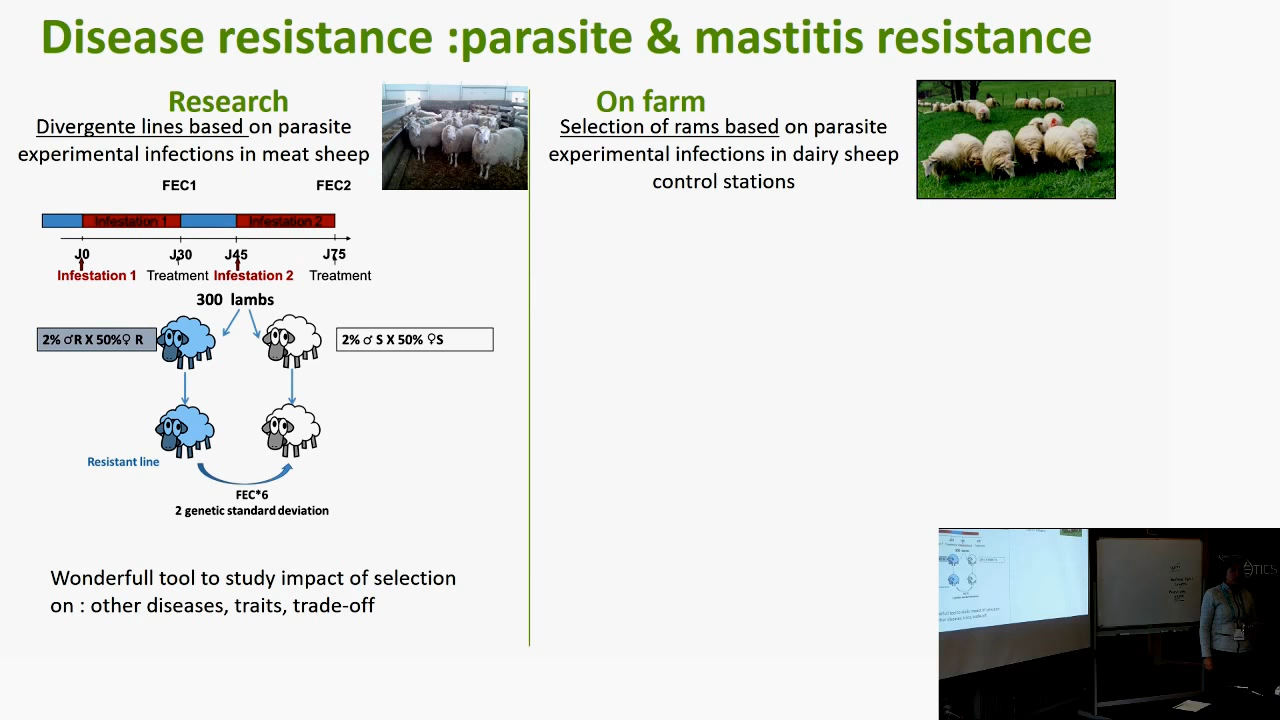 Disease resistance :parasite & mastitis resistance
Research
Divergente lines based on parasite
experimental infections in meat sheep
FEC1 FEC2
Infestation 1 Infestation 2
J0 J30 J45 J75
Infestation 1 Treatment Infestation 2 Treatment
300 lambs
2% ♂R X 50%♀ R
2% ♂ S X 50% ♀S
Resistant line
FEC*6
2 genetic standard deviation
Wonderfull tool to study impact of selection
on : other diseases, traits, trade-off
On farm
Selection of rams based on parasite
experimental infections in dairy sheep
control stations